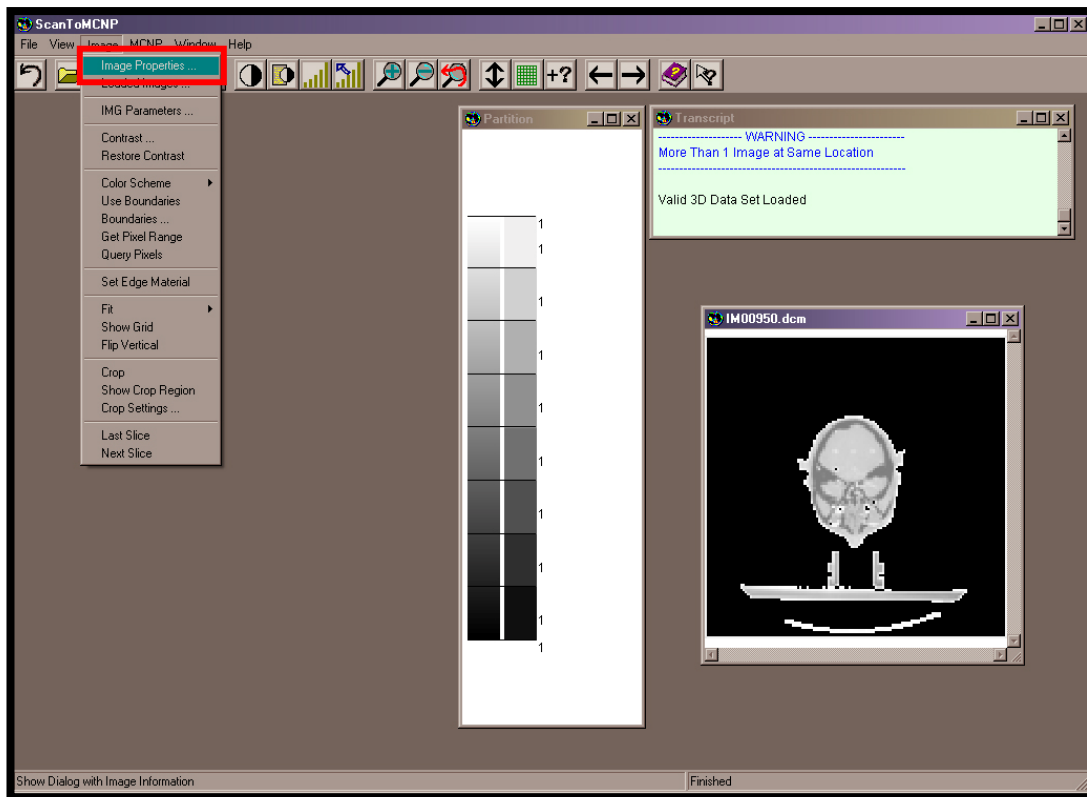 ScanToMCNP
File View Image MCNP Window Help
Image Properties ...
Loaded Images ...
IMG Parameters ...
Contrast ...
Restore Contrast
Color Scheme
Use Boundaries
Boundaries ...
Get Pixel Range
Query Pixels
Set Edge Material
Fit
Show Grid
Flip Vertical
Crop
Show Crop Region
Crop Settings ...
Last Slice
Next Slice
+?
Partition
1
1
1
1
1
1
1
1
1
1
Transcript
-------------------- WARNING -----------------------
More Than 1 Image at Same Location
-----------------------------------------------------------
Valid 3D Data Set Loaded
IM00950.dcm
Show Dialog with Image Information
Finished